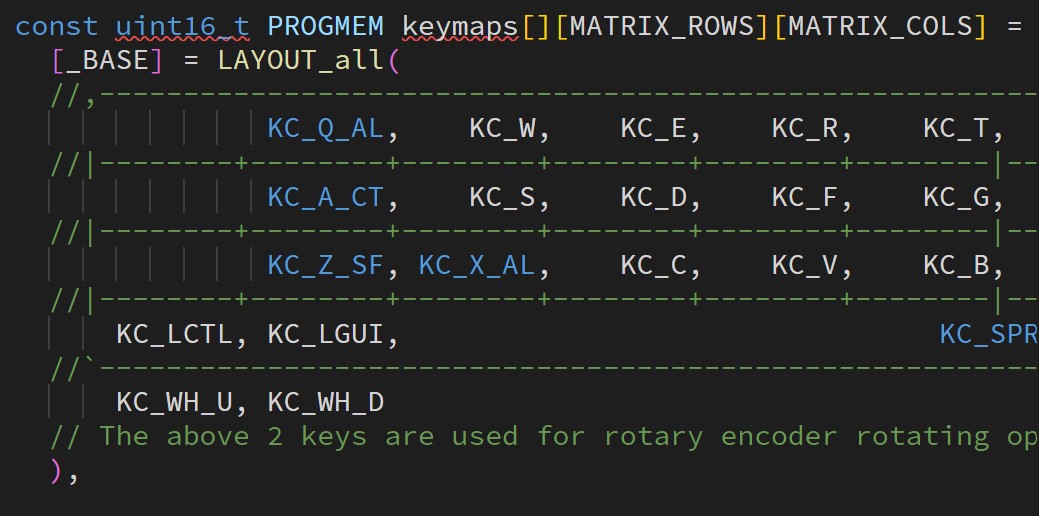 const uint16_t PROGMEM keymaps[][MATRIX_ROWS][MATRIX_COLS] =
[_BASE] = LAYOUT_all(
//,--------------------------------------------------------
KC_Q_AL, KC_W, KC_E, KC_R, KC_T,
//|--------+--------+--------+--------+--------|--
KC_A_CT, KC_S, KC_D, KC_F, KC_G,
//|--------+--------+--------+--------+--------|--
KC_Z_SF, KC_X_AL, KC_C, KC_V, KC_B,
//|--------+--------+--------+--------+--------|--
KC_LCTL, KC_LGUI, KC_SPR
//`--------------------------------------------------------
KC_WH_U, KC_WH_D
// The above 2 keys are used for rotary encoder rotating op
),